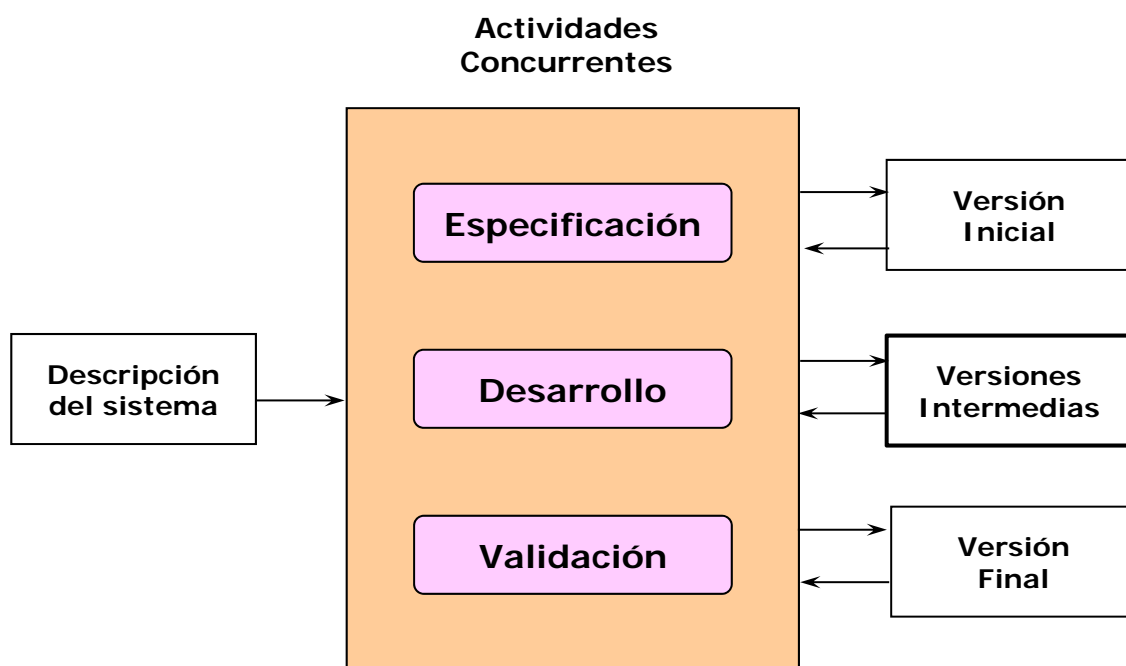 Actividades
Concurrentes
Especificación
Versión
Inicial
Descripción
del sistema
Desarrollo
Versiones
Intermedias
Validación
Versión
Final